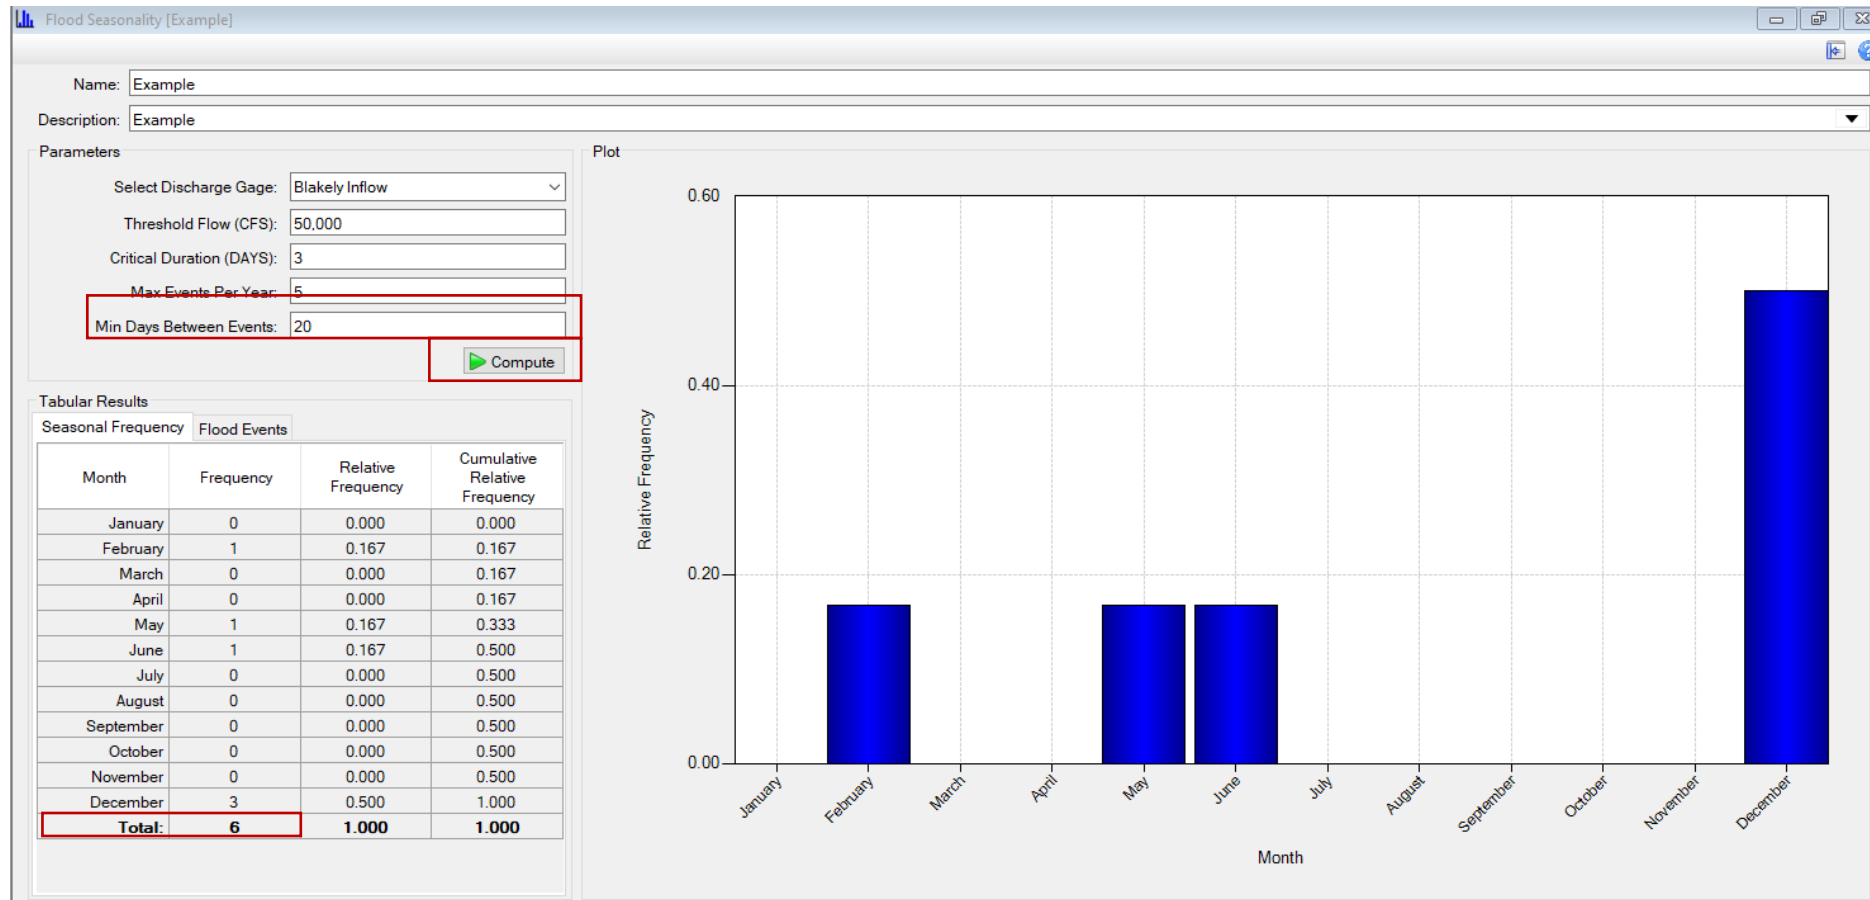 Flood Seasonality [Example]
Name: Example
Description: Example
Parameters
Select Discharge Gage: Blakely Inflow
Threshold Flow (CFS): 50,000
Critical Duration (DAYS): 3
Max Events Per Year: 5
Min Days Between Events: 20
Compute
Tabular Results
Seasonal Frequency Flood Events
Month Frequency Relative Frequency Cumulative Relative Frequency
January 0 0.000 0.000
February 1 0.167 0.167
March 0 0.000 0.167
April 0 0.000 0.167
May 1 0.167 0.333
June 1 0.167 0.500
July 0 0.000 0.500
August 0 0.000 0.500
September 0 0.000 0.500
October 0 0.000 0.500
November 0 0.000 0.500
December 3 0.500 1.000
Total: 6 1.000 1.000
Plot
Relative Frequency
0.60
0.40
0.20
0.00
January February March April May June July August September October November December
Month